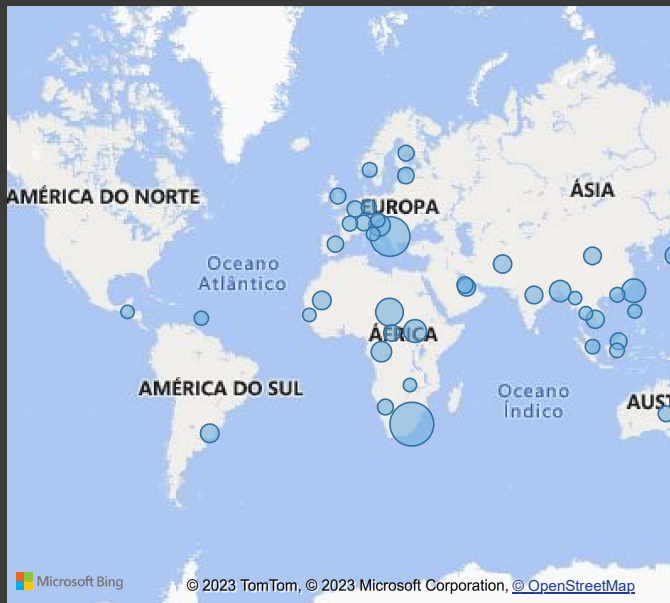 AMÉRICA DO NORTE
EUROPA
ÁSIA
Oceano
Atlântico
ÁFRICA
AMÉRICA DO SUL
Oceano
Índico
AUST
Microsoft Bing
© 2023 TomTom, © 2023 Microsoft Corporation, © OpenStreetMap